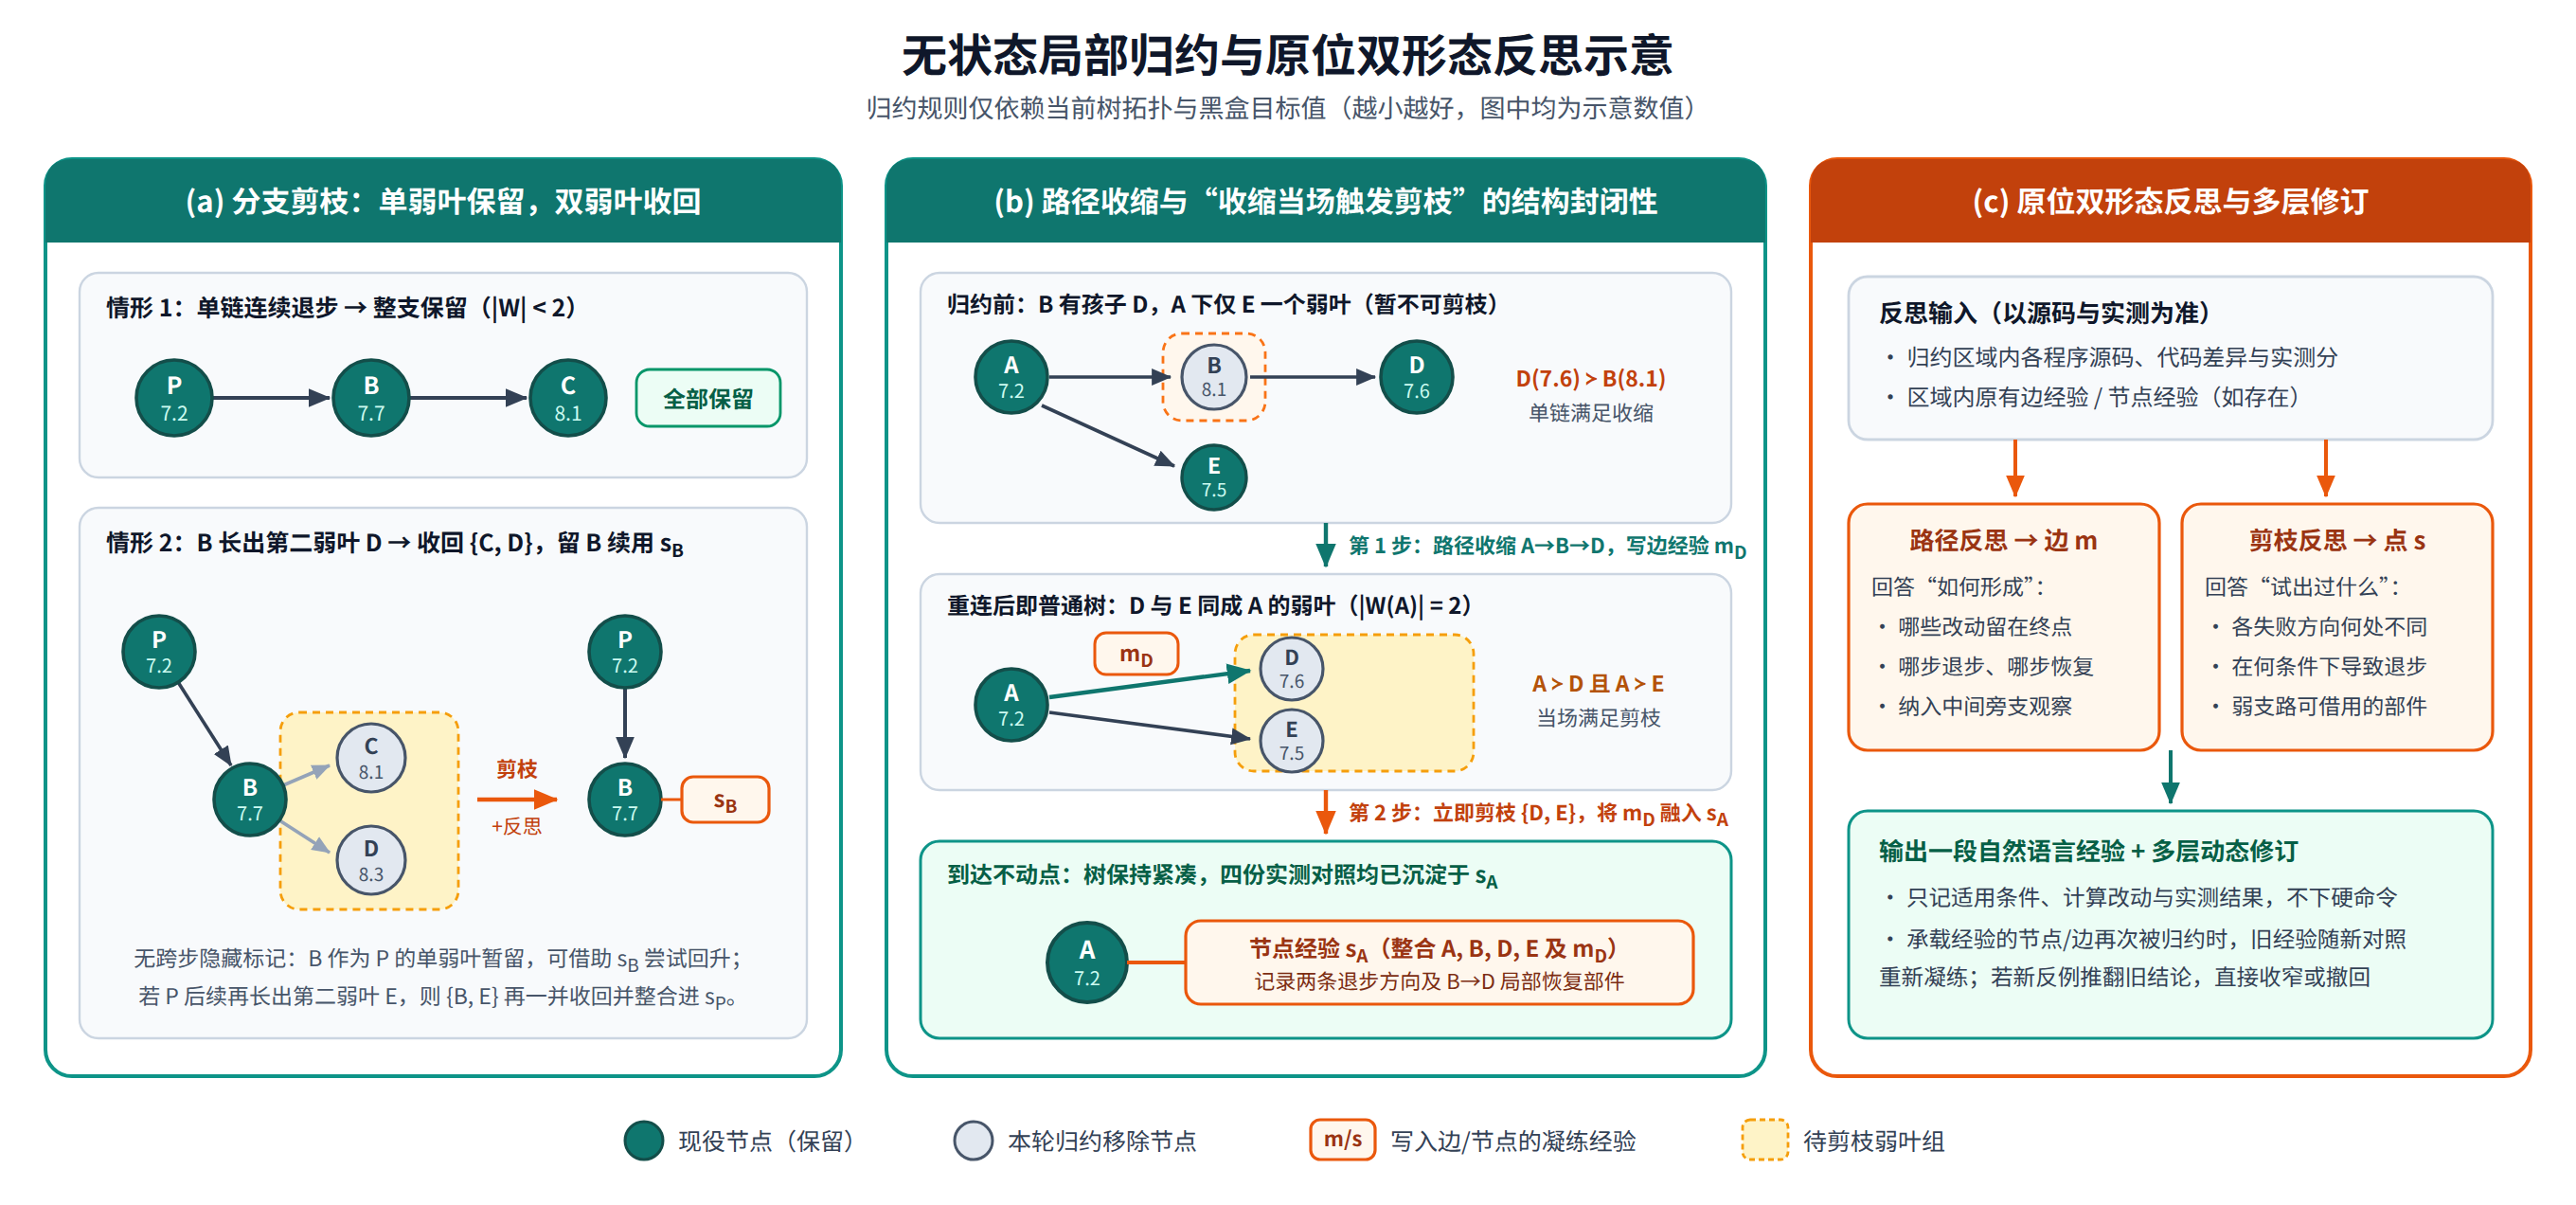 无状态局部归约与原位双形态反思示意
归约规则仅依赖当前树拓扑与黑盒目标值（越小越好，图中均为示意数值）
(a) 分支剪枝：单弱叶保留，双弱叶收回
情形 1：单链连续退步 → 整支保留（|W| < 2）
P
7.2
B
7.7
C
8.1
全部保留
情形 2：B 长出第二弱叶 D → 收回 {C, D}，留 B 续用 sB
P
7.2
B
7.7
C
8.1
D
8.3
剪枝
+反思
P
7.2
B
7.7
sB
无跨步隐藏标记：B 作为 P 的单弱叶暂留，可借助 sB 尝试回升；
若 P 后续再长出第二弱叶 E，则 {B, E} 再一并收回并整合进 sP。
(b) 路径收缩与“收缩当场触发剪枝”的结构封闭性
归约前：B 有孩子 D，A 下仅 E 一个弱叶（暂不可剪枝）
A
7.2
B
8.1
D
7.6
E
7.5
D(7.6) ≻ B(8.1)
单链满足收缩
第 1 步：路径收缩 A→B→D，写边经验 mD
重连后即普通树：D 与 E 同成 A 的弱叶（|W(A)| = 2）
mD
A
7.2
D
7.6
E
7.5
A ≻ D 且 A ≻ E
当场满足剪枝
第 2 步：立即剪枝 {D, E}，将 mD 融入 sA
到达不动点：树保持紧凑，四份实测对照均已沉淀于 sA
A
7.2
节点经验 sA（整合 A, B, D, E 及 mD）
记录两条退步方向及 B→D 局部恢复部件
(c) 原位双形态反思与多层修订
反思输入（以源码与实测为准）
• 归约区域内各程序源码、代码差异与实测分
• 区域内原有边经验 / 节点经验（如存在）
路径反思 → 边 m
回答“如何形成”：
• 哪些改动留在终点
• 哪步退步、哪步恢复
• 纳入中间旁支观察
剪枝反思 → 点 s
回答“试出过什么”：
• 各失败方向何处不同
• 在何条件下导致退步
• 弱支路可借用的部件
输出一段自然语言经验 + 多层动态修订
• 只记适用条件、计算改动与实测结果，不下硬命令
• 承载经验的节点/边再次被归约时，旧经验随新对照
重新凝练；若新反例推翻旧结论，直接收窄或撤回
现役节点（保留）
本轮归约移除节点
m/s
写入边/节点的凝练经验
待剪枝弱叶组